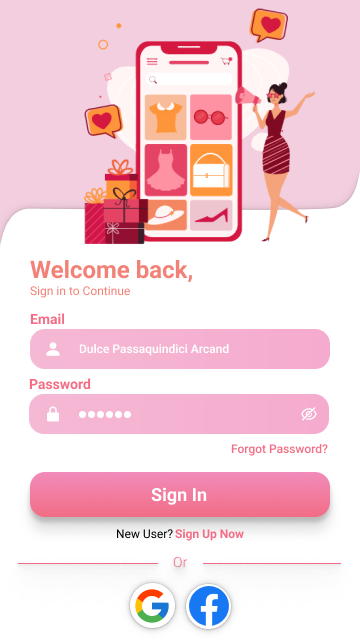 Welcome back,
Sign in to Continue
Email
Dulce Passaquindici Arcand
Password
Forgot Password?
Sign In
New User? Sign Up Now
Or